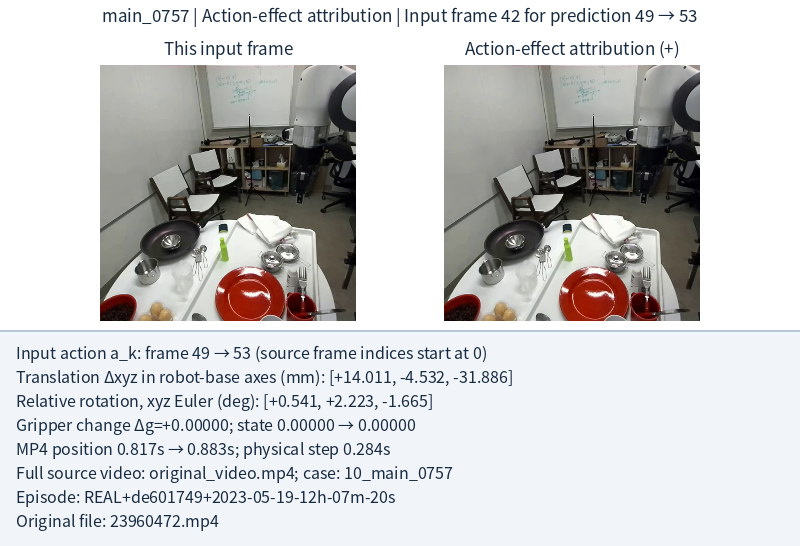 main_0757 | Action-effect attribution | Input frame 42 for prediction 49 → 53
This input frame
Action-effect attribution (+)
Input action a_k: frame 49 → 53 (source frame indices start at 0)
Translation Δxyz in robot-base axes (mm): [+14.011, -4.532, -31.886]
Relative rotation, xyz Euler (deg): [+0.541, +2.223, -1.665]
Gripper change Δg=+0.00000; state 0.00000 → 0.00000
MP4 position 0.817s → 0.883s; physical step 0.284s
Full source video: original_video.mp4; case: 10_main_0757
Episode: REAL+de601749+2023-05-19-12h-07m-20s
Original file: 23960472.mp4